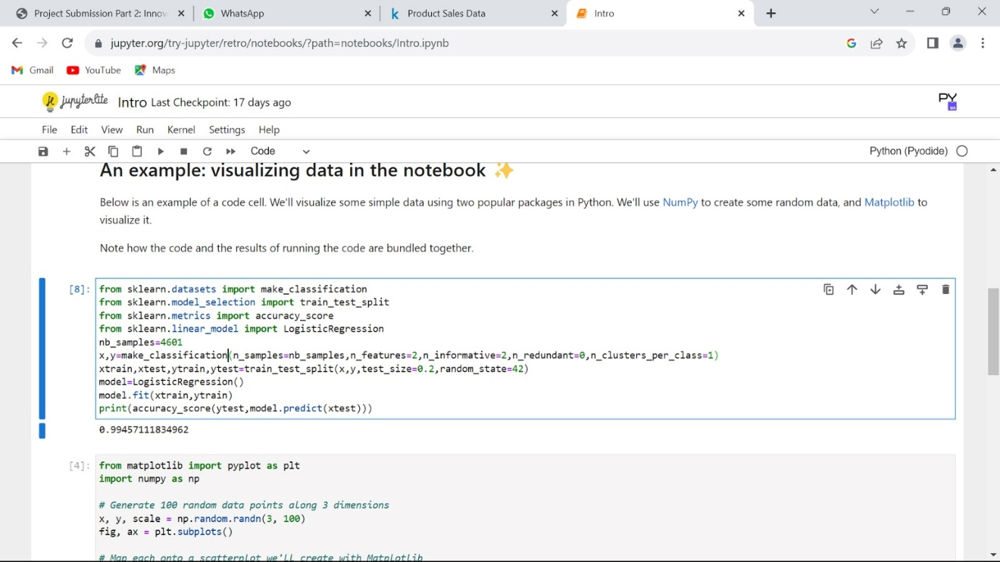 Project Submission Part 2: Innov
WhatsApp
Product Sales Data
Intro
jupyter.org/try-jupyter/retro/notebooks/?path=notebooks/Intro.ipynb
Gmail YouTube Maps
jupyterlite Intro Last Checkpoint: 17 days ago
File Edit View Run Kernel Settings Help
Code Python (Pyodide)
An example: visualizing data in the notebook ✨
Below is an example of a code cell. We'll visualize some simple data using two popular packages in Python. We'll use NumPy to create some random data, and Matplotlib to
visualize it.
Note how the code and the results of running the code are bundled together.
[8]: from sklearn.datasets import make_classification
from sklearn.model_selection import train_test_split
from sklearn.metrics import accuracy_score
from sklearn.linear_model import LogisticRegression
nb_samples=4601
x,y=make_classification(n_samples=nb_samples,n_features=2,n_informative=2,n_redundant=0,n_clusters_per_class=1)
xtrain,xtest,ytrain,ytest=train_test_split(x,y,test_size=0.2,random_state=42)
model=LogisticRegression()
model.fit(xtrain,ytrain)
print(accuracy_score(ytest,model.predict(xtest)))
0.99457111834962
[4]: from matplotlib import pyplot as plt
import numpy as np
# Generate 100 random data points along 3 dimensions
x, y, scale = np.random.randn(3, 100)
fig, ax = plt.subplots()
# Map each onto a scatterplot we'll create with Matplotlib